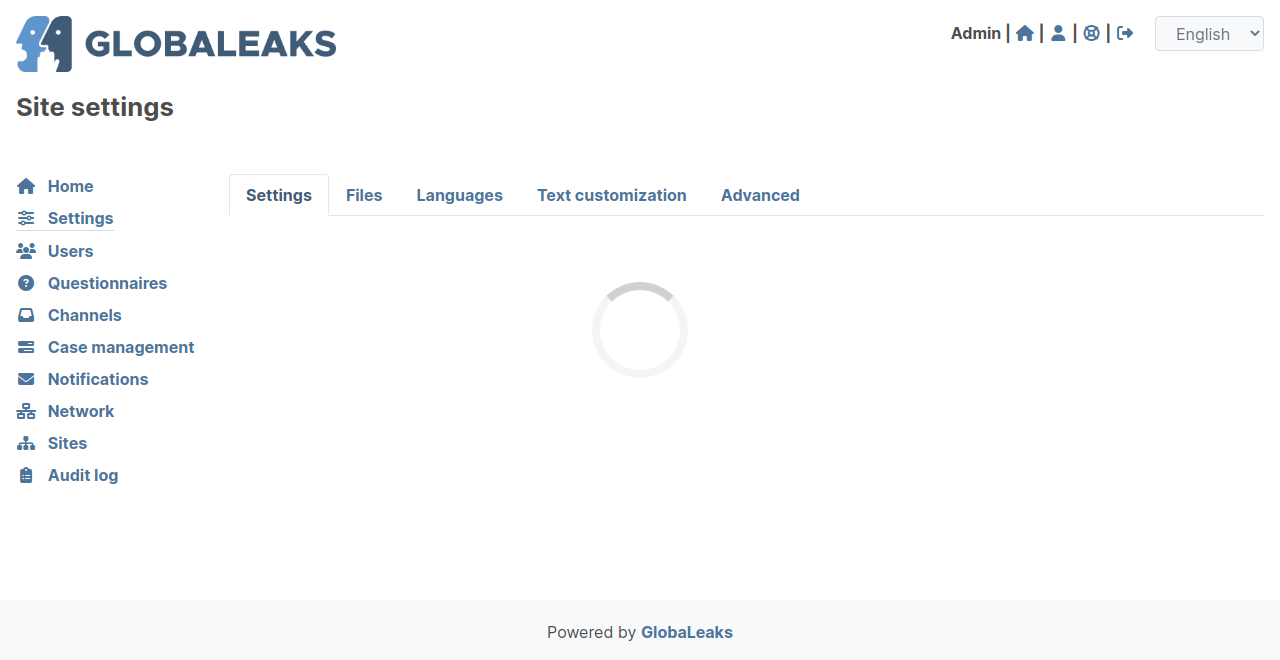 GLOBALEAKS
Admin | | | |
English
Site settings
Home
Settings
Users
Questionnaires
Channels
Case management
Notifications
Network
Sites
Audit log
Settings Files Languages Text customization Advanced
Powered by GlobaLeaks